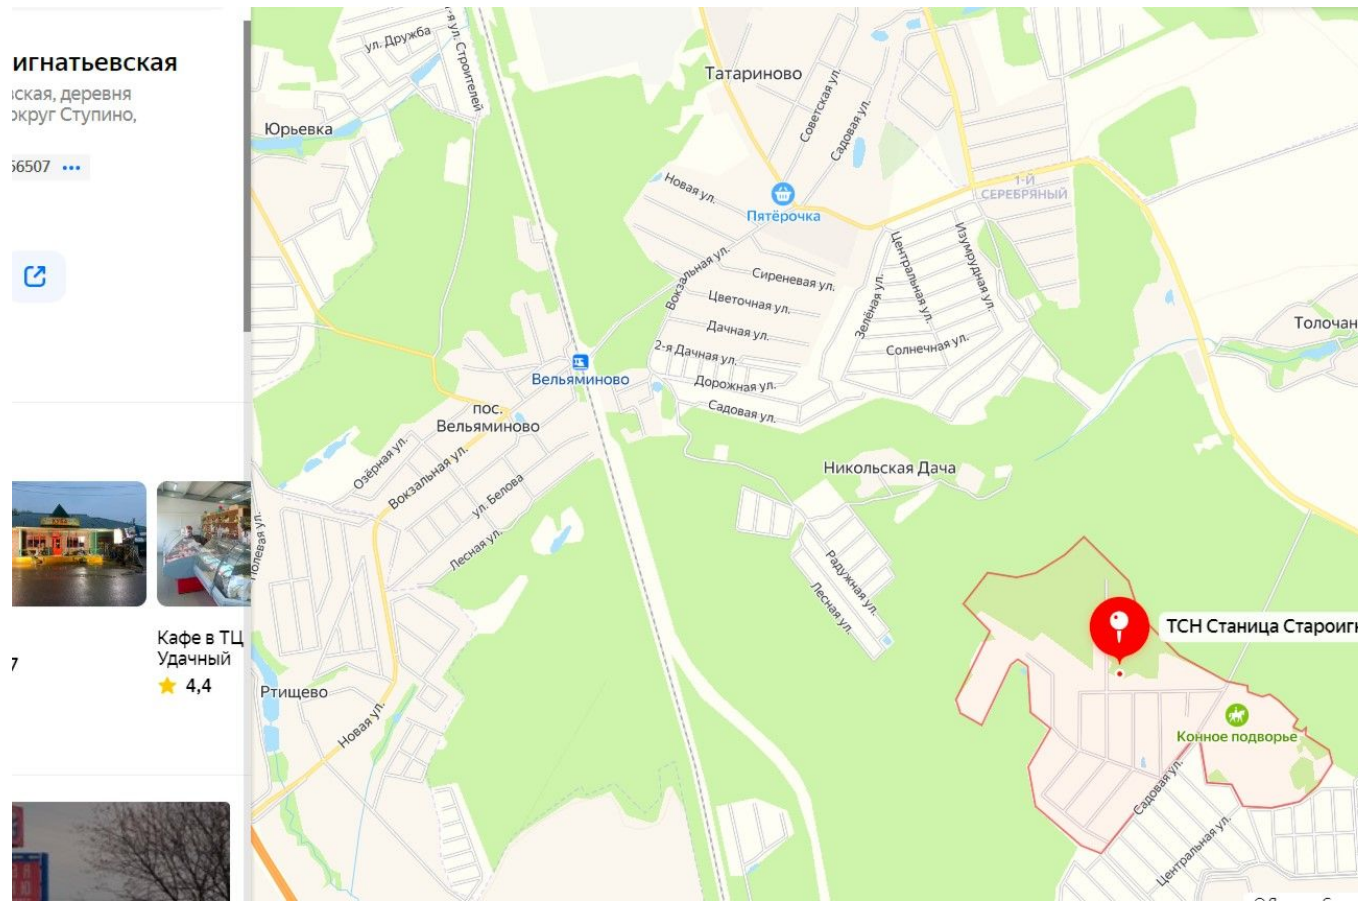 игнатьевская
вская, деревня
округ Ступино,
56507 •••
Кафе в ТЦ
Удачный
4,4
7
ул. Дружба
-я ул. Строителей
Татариново
Юрьевка
Советская ул.
Садовая ул.
Новая ул.
1-Й
СЕРЕБРЯНЫЙ
Пятёрочка
Вокзальная ул.
Сиреневая ул.
Центральная ул.
Изумрудная ул.
Зелёная ул.
Цветочная ул.
Дачная ул.
Толочан
2-я Дачная ул.
Солнечная ул.
Вельяминово
Дорожная ул.
Садовая ул.
пос.
Вельяминово
Озёрная ул.
Вокзальная ул.
Никольская Дача
ул. Белова
Полевая ул.
Лесная ул.
Радужная ул.
Лесная ул.
ТСН Станица Староигн
Ртищево
Новая ул.
Конное подворье
Садовая ул.
Центральная ул.